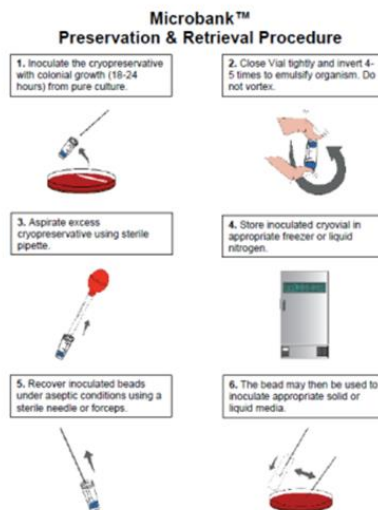 Microbank™
Preservation & Retrieval Procedure
1. Inoculate the cryopreservative
with colonial growth (18-24
hours) from pure culture.
2. Close Vial tightly and invert 4-
5 times to emulsify organism. Do
not vortex.
3. Aspirate excess
cryopreservative using sterile
pipette.
4. Store inoculated cryovial in
appropriate freezer or liquid
nitrogen.
5. Recover inoculated beads
under aseptic conditions using a
sterile needle or forceps.
6. The bead may then be used to
inoculate appropriate solid or
liquid media.